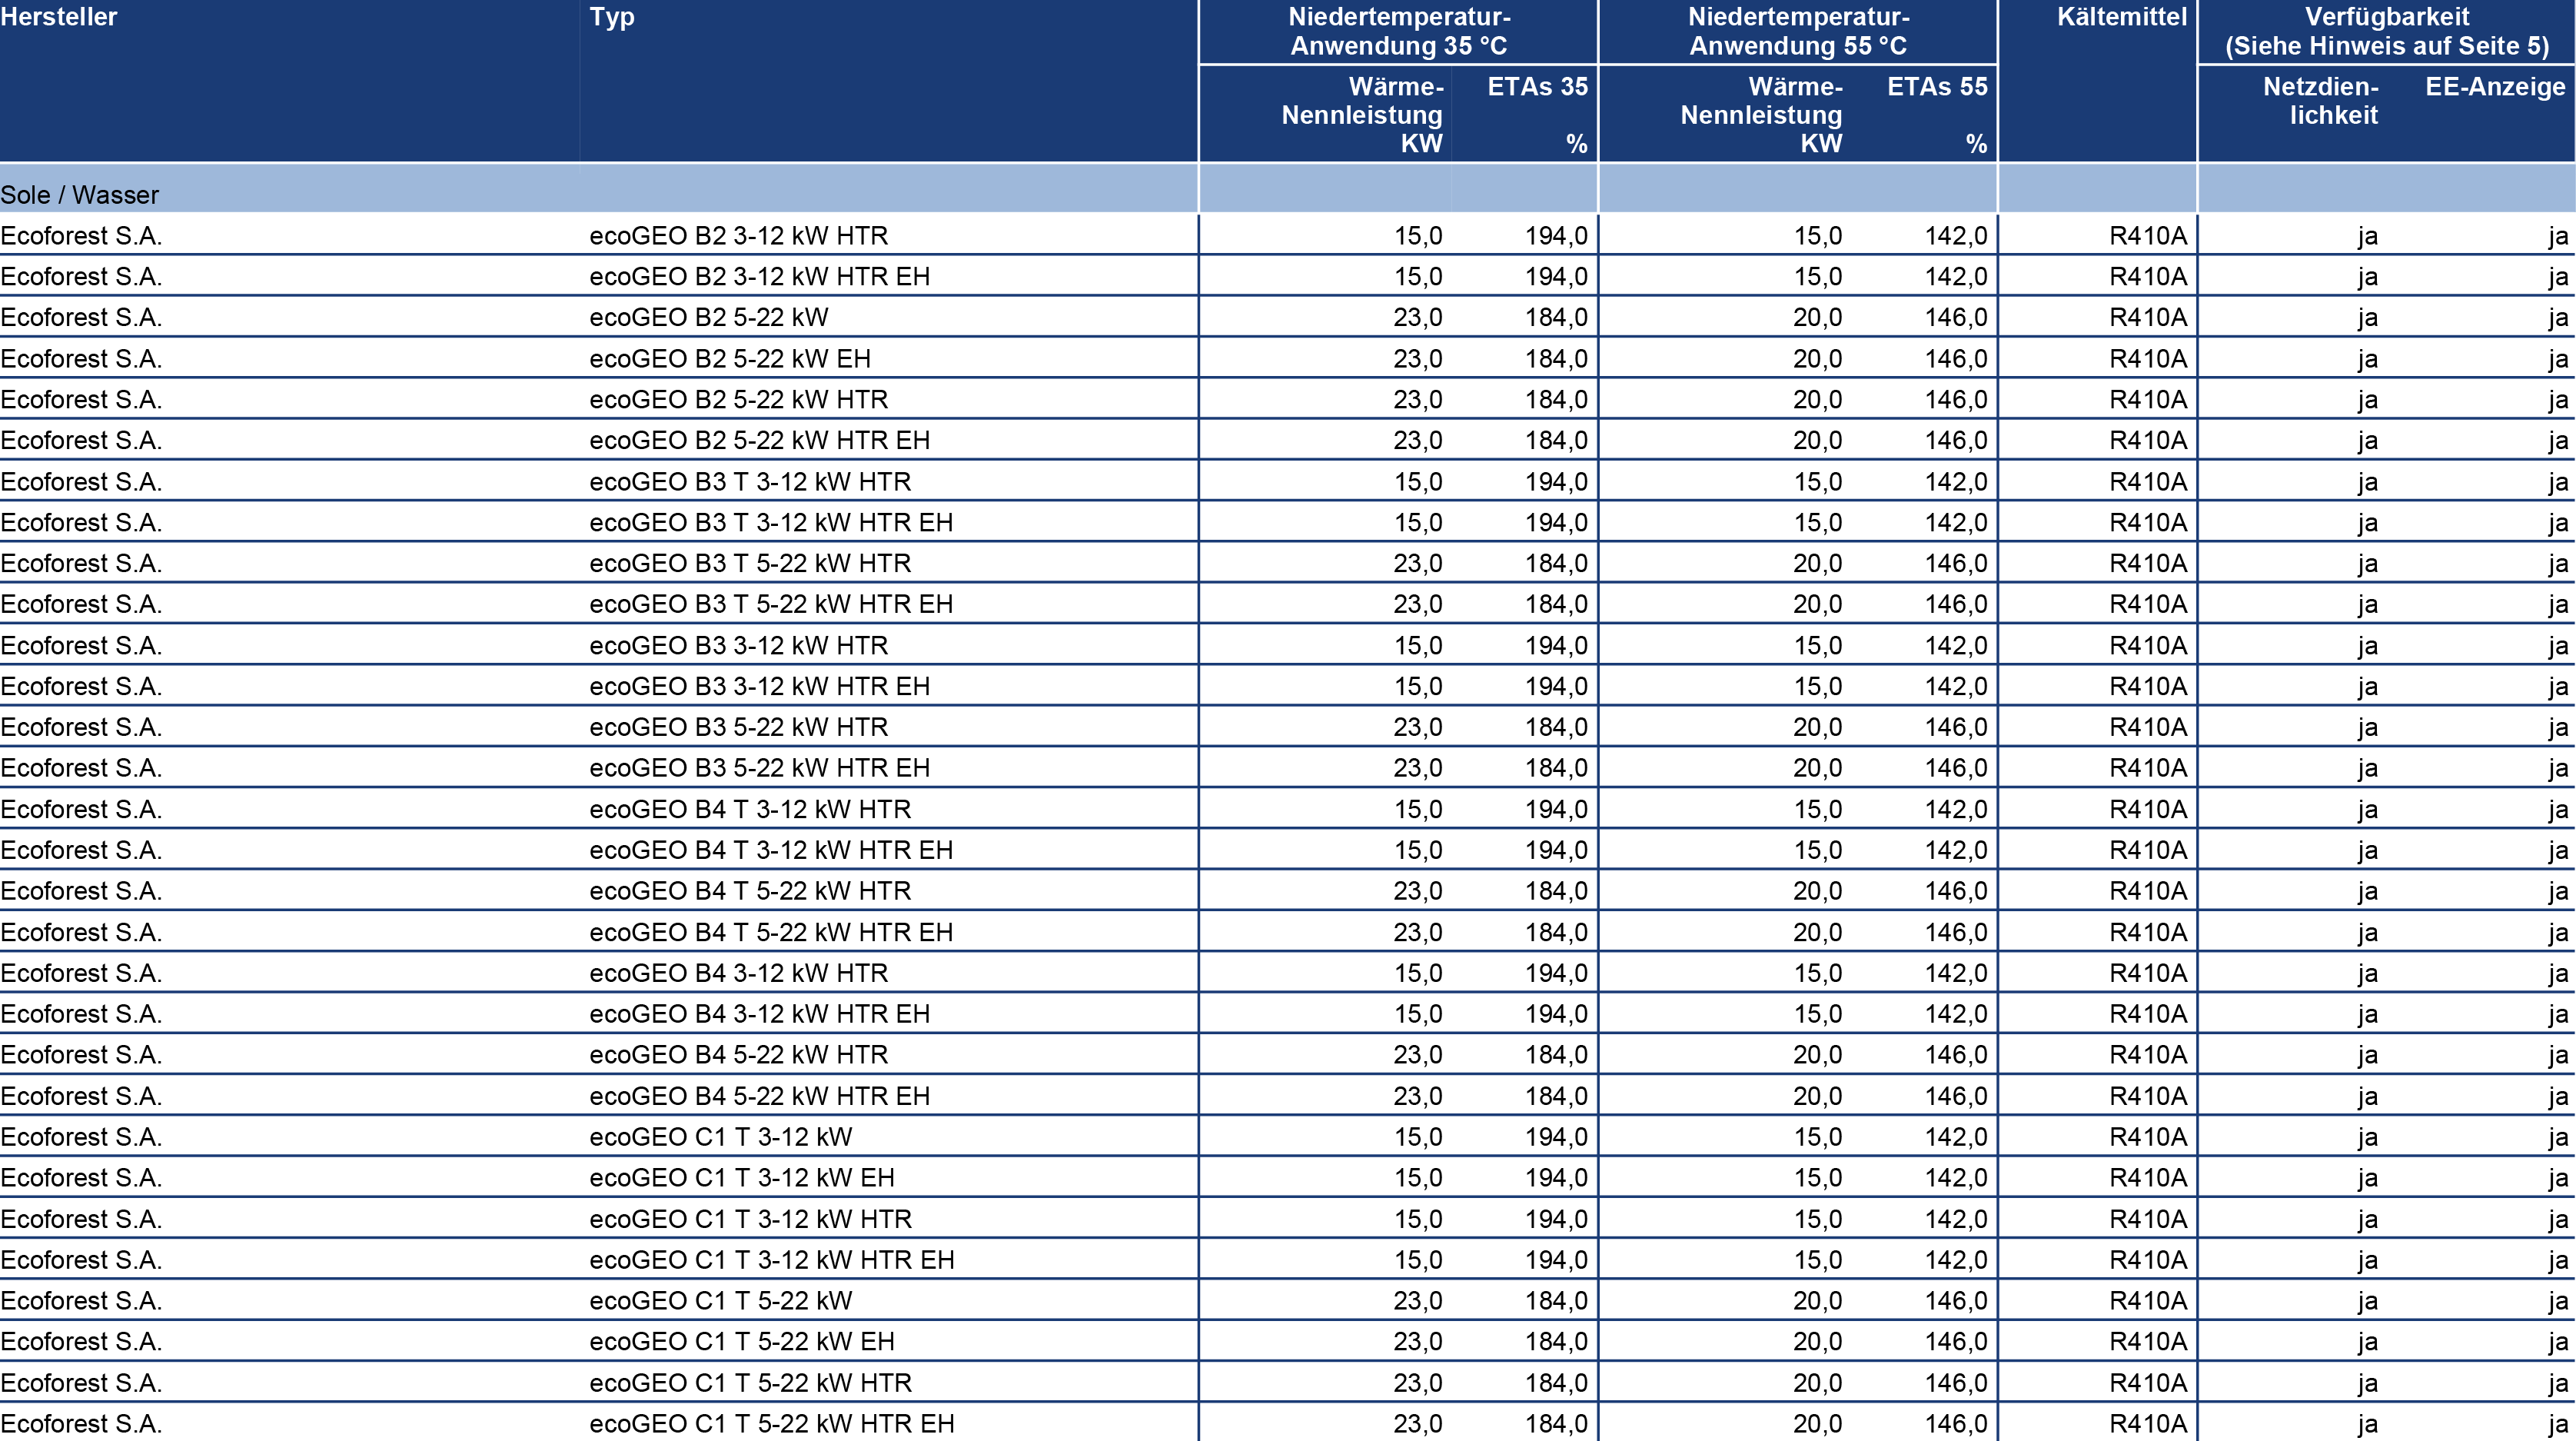 Hersteller Typ Niedertemperatur- Niedertemperatur- Kältemittel Verfügbarkeit
Anwendung 35 °C Anwendung 55 °C (Siehe Hinweis auf Seite 5)
Wärme- ETAs 35 Wärme- ETAs 55 Netzdien- EE-Anzeige
Nennleistung Nennleistung lichkeit
KW % KW %
Sole / Wasser
Ecoforest S.A. ecoGEO B2 3-12 kW HTR 15,0 194,0 15,0 142,0 R410A ja ja
Ecoforest S.A. ecoGEO B2 3-12 kW HTR EH 15,0 194,0 15,0 142,0 R410A ja ja
Ecoforest S.A. ecoGEO B2 5-22 kW 23,0 184,0 20,0 146,0 R410A ja ja
Ecoforest S.A. ecoGEO B2 5-22 kW EH 23,0 184,0 20,0 146,0 R410A ja ja
Ecoforest S.A. ecoGEO B2 5-22 kW HTR 23,0 184,0 20,0 146,0 R410A ja ja
Ecoforest S.A. ecoGEO B2 5-22 kW HTR EH 23,0 184,0 20,0 146,0 R410A ja ja
Ecoforest S.A. ecoGEO B3 T 3-12 kW HTR 15,0 194,0 15,0 142,0 R410A ja ja
Ecoforest S.A. ecoGEO B3 T 3-12 kW HTR EH 15,0 194,0 15,0 142,0 R410A ja ja
Ecoforest S.A. ecoGEO B3 T 5-22 kW HTR 23,0 184,0 20,0 146,0 R410A ja ja
Ecoforest S.A. ecoGEO B3 T 5-22 kW HTR EH 23,0 184,0 20,0 146,0 R410A ja ja
Ecoforest S.A. ecoGEO B3 3-12 kW HTR 15,0 194,0 15,0 142,0 R410A ja ja
Ecoforest S.A. ecoGEO B3 3-12 kW HTR EH 15,0 194,0 15,0 142,0 R410A ja ja
Ecoforest S.A. ecoGEO B3 5-22 kW HTR 23,0 184,0 20,0 146,0 R410A ja ja
Ecoforest S.A. ecoGEO B3 5-22 kW HTR EH 23,0 184,0 20,0 146,0 R410A ja ja
Ecoforest S.A. ecoGEO B4 T 3-12 kW HTR 15,0 194,0 15,0 142,0 R410A ja ja
Ecoforest S.A. ecoGEO B4 T 3-12 kW HTR EH 15,0 194,0 15,0 142,0 R410A ja ja
Ecoforest S.A. ecoGEO B4 T 5-22 kW HTR 23,0 184,0 20,0 146,0 R410A ja ja
Ecoforest S.A. ecoGEO B4 T 5-22 kW HTR EH 23,0 184,0 20,0 146,0 R410A ja ja
Ecoforest S.A. ecoGEO B4 3-12 kW HTR 15,0 194,0 15,0 142,0 R410A ja ja
Ecoforest S.A. ecoGEO B4 3-12 kW HTR EH 15,0 194,0 15,0 142,0 R410A ja ja
Ecoforest S.A. ecoGEO B4 5-22 kW HTR 23,0 184,0 20,0 146,0 R410A ja ja
Ecoforest S.A. ecoGEO B4 5-22 kW HTR EH 23,0 184,0 20,0 146,0 R410A ja ja
Ecoforest S.A. ecoGEO C1 T 3-12 kW 15,0 194,0 15,0 142,0 R410A ja ja
Ecoforest S.A. ecoGEO C1 T 3-12 kW EH 15,0 194,0 15,0 142,0 R410A ja ja
Ecoforest S.A. ecoGEO C1 T 3-12 kW HTR 15,0 194,0 15,0 142,0 R410A ja ja
Ecoforest S.A. ecoGEO C1 T 3-12 kW HTR EH 15,0 194,0 15,0 142,0 R410A ja ja
Ecoforest S.A. ecoGEO C1 T 5-22 kW 23,0 184,0 20,0 146,0 R410A ja ja
Ecoforest S.A. ecoGEO C1 T 5-22 kW EH 23,0 184,0 20,0 146,0 R410A ja ja
Ecoforest S.A. ecoGEO C1 T 5-22 kW HTR 23,0 184,0 20,0 146,0 R410A ja ja
Ecoforest S.A. ecoGEO C1 T 5-22 kW HTR EH 23,0 184,0 20,0 146,0 R410A ja ja